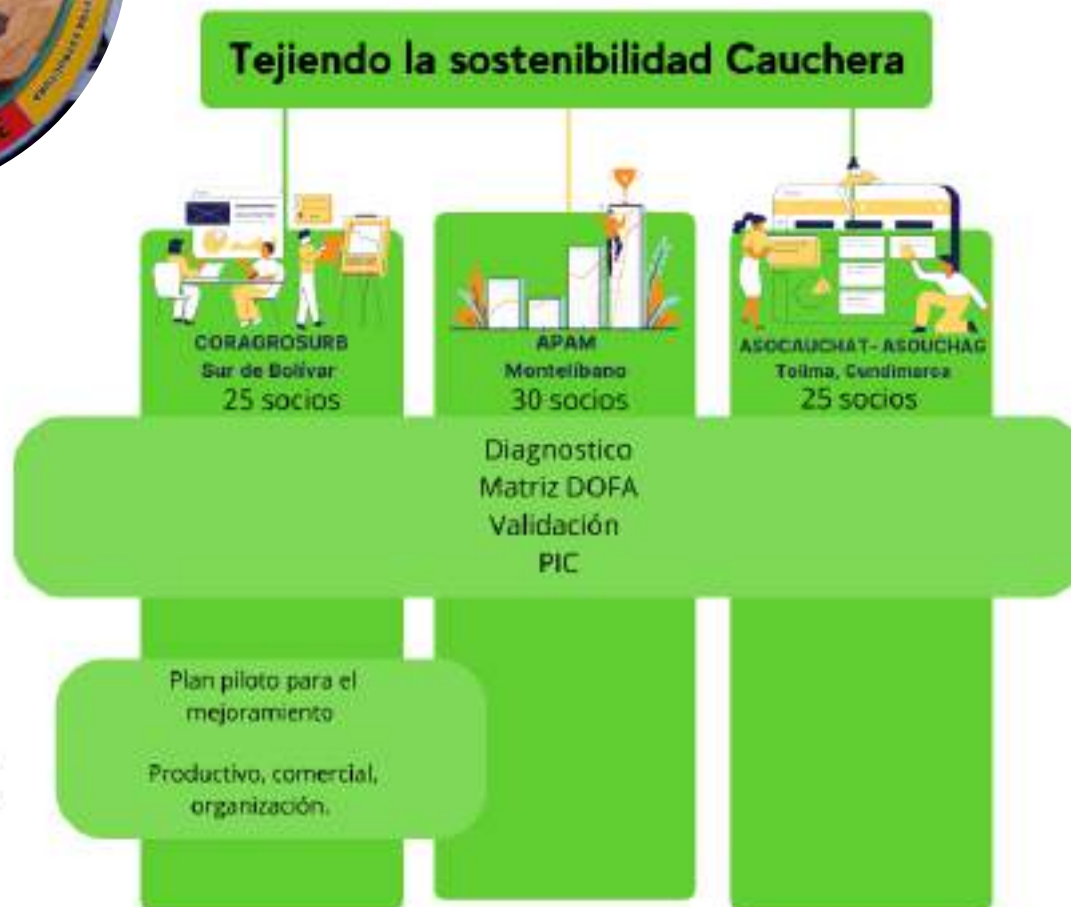 Tejiendo la sostenibilidad Cauchera
CORAGROSURB
Sur de Bolívar
25 socios
APAM
Montelibano
30 socios
ASOCAUCHAT- ASOUCHAG
Tolima, Cundimarca
25 socios
Diagnostico
Matriz DOFA
Validación
PIC
Plan piloto para el
mejoramiento
Productivo, comercial,
organización.